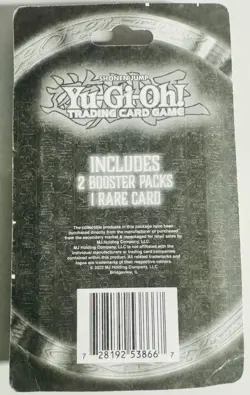 SHONEN JUMP
Yu-Gi-Oh!
TRADING CARD GAME
INCLUDES
2 BOOSTER PACKS
1 RARE CARD
The KONAMI® products in this package have been
purchased directly from the manufacturer or purchased
from the secondary market & repackaged for retail sales by
MJ Holding Company, LLC.
MJ Holding Company, LLC is not affiliated with the
individual manufacturers or trading card companies
contained within this product. All related trademarks and
logos are trademarks of their respective owners.
© 2022 MJ Holding Company, LLC
Bridgeview, IL
7 28192 53866 7